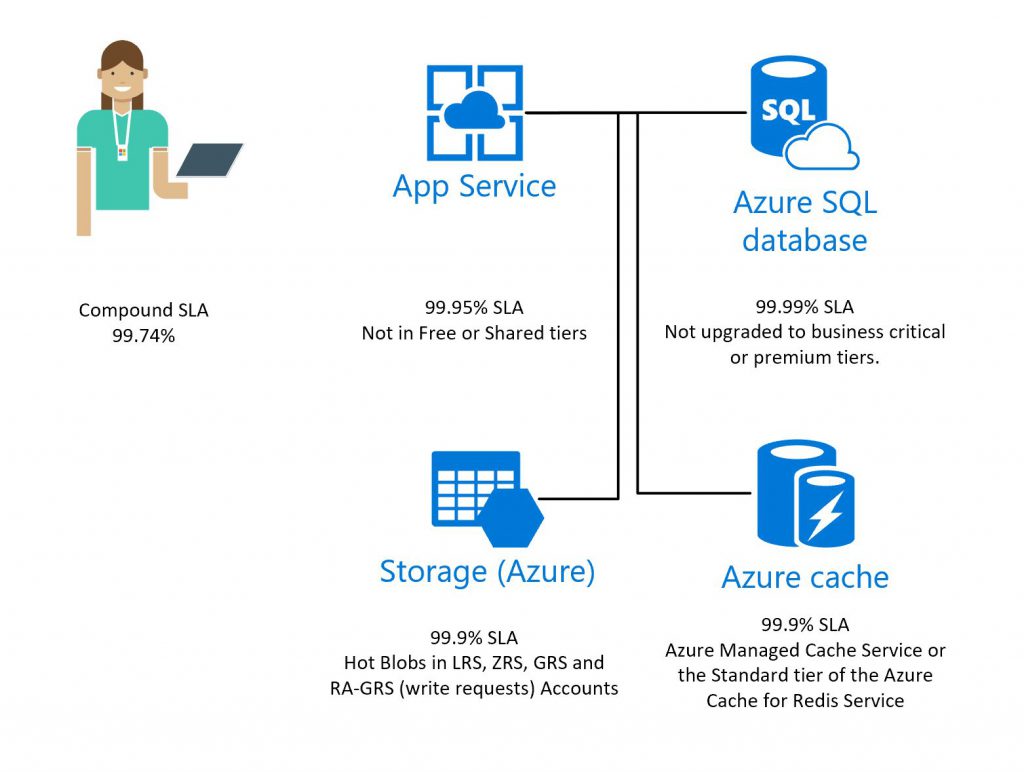 Compound SLA
99.74%
App Service
99.95% SLA
Not in Free or Shared tiers
SQL
Azure SQL
database
99.99% SLA
Not upgraded to business critical
or premium tiers.
Storage (Azure)
99.9% SLA
Hot Blobs in LRS, ZRS, GRS and
RA-GRS (write requests) Accounts
Azure cache
99.9% SLA
Azure Managed Cache Service or
the Standard tier of the Azure
Cache for Redis Service